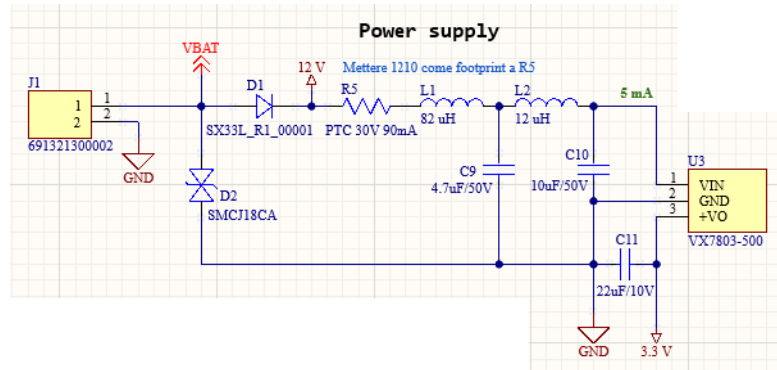 Power supply
VBAT
12 V
Mettere 1210 come footprint a R5
J1
1
2
1
2
691321300002
GND
D1
SX33L_R1_00001
R5
PTC 30V 90mA
L1
82 uH
L2
12 uH
5 mA
D2
SMCJ18CA
C9
4.7uF/50V
C10
10uF/50V
U3
1
2
3
VIN
GND
+VO
VX7803-500
C11
22uF/10V
GND
3.3 V